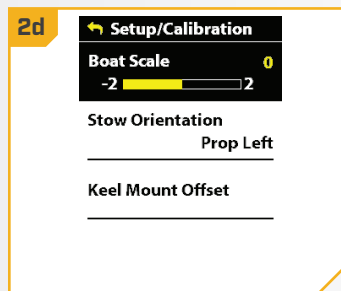 2d
Setup/Calibration
Boat Scale 0
-2 2
Stow Orientation
Prop Left
Keel Mount Offset